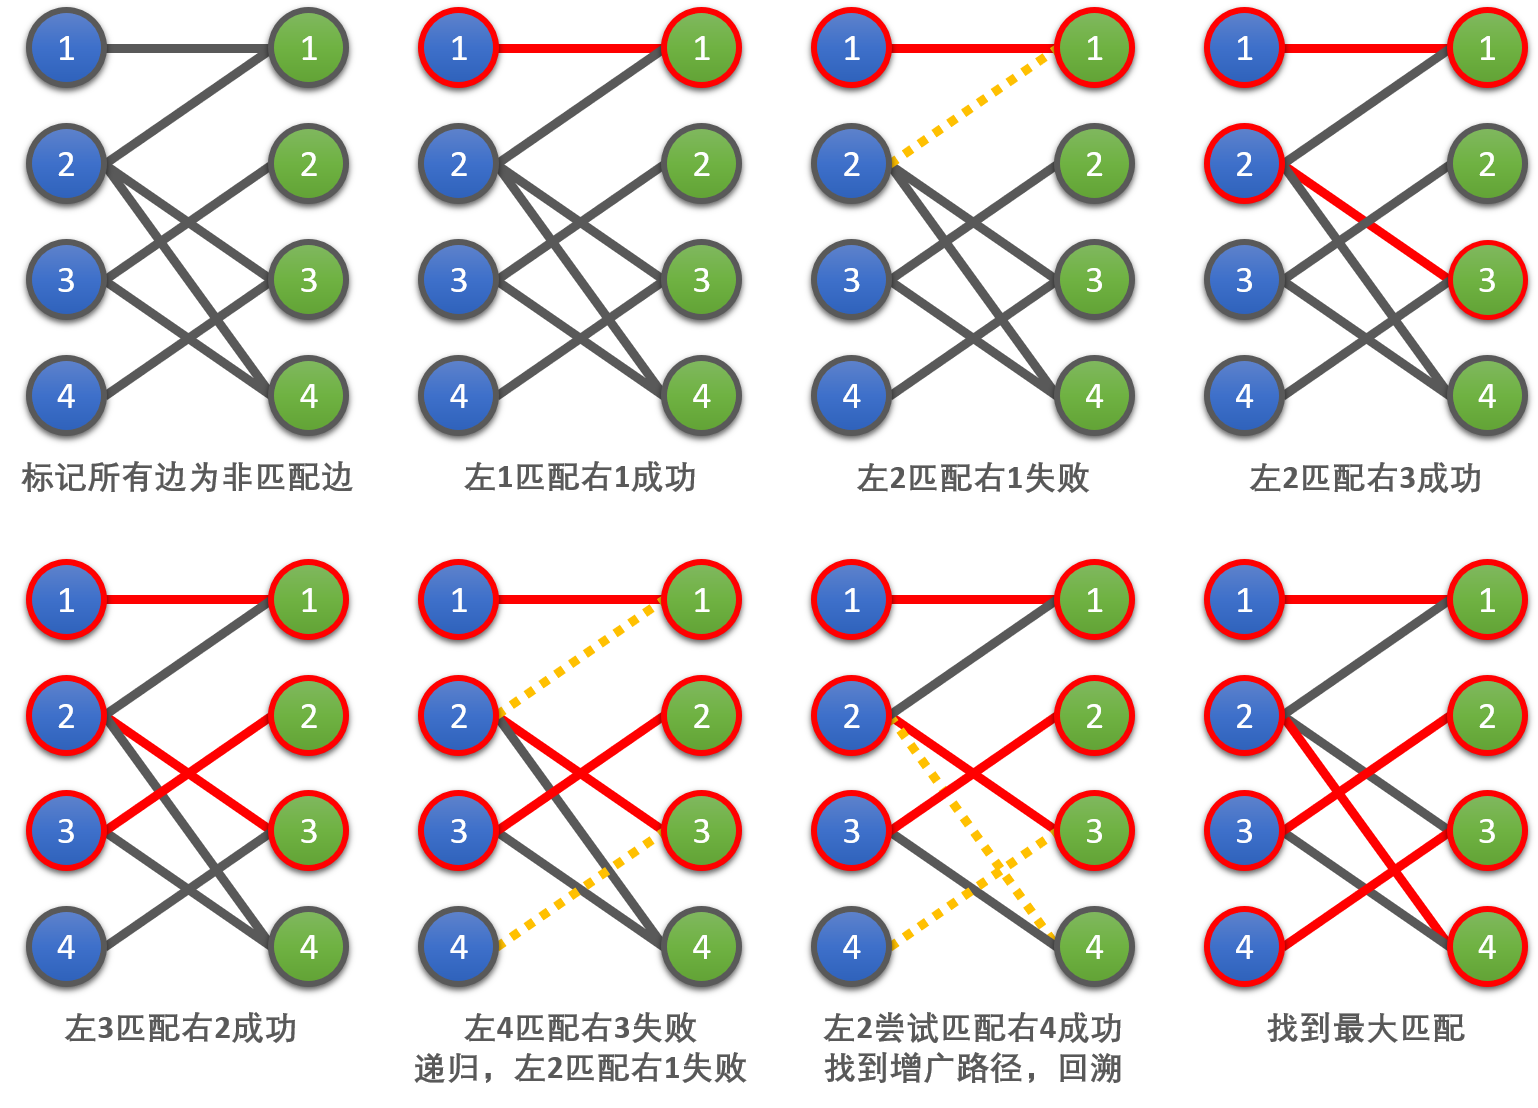 1 1 1 1 1 1 1 1
2 2 2 2 2 2 2 2
3 3 3 3 3 3 3 3
4 4 4 4 4 4 4 4
标记所有边为非匹配边
左1匹配右1成功
左2匹配右1失败
左2匹配右3成功
1 1 1 1 1 1 1 1
2 2 2 2 2 2 2 2
3 3 3 3 3 3 3 3
4 4 4 4 4 4 4 4
左3匹配右2成功
左4匹配右3失败
递归，左2匹配右1失败
左2尝试匹配右4成功
找到增广路径，回溯
找到最大匹配